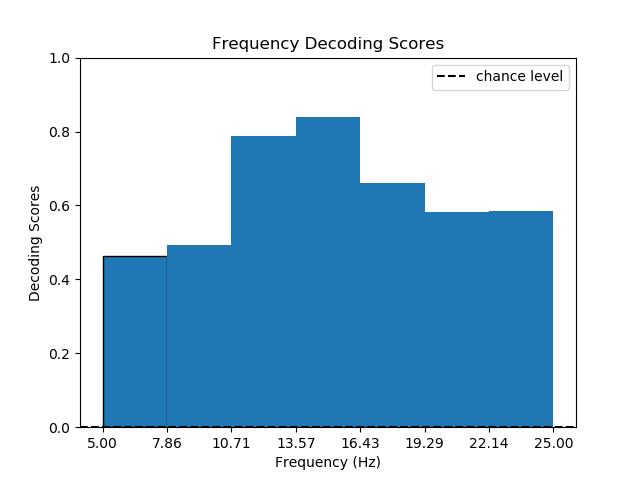 Frequency Decoding Scores
chance level
Decoding Scores
1.0
0.8
0.6
0.4
0.2
0.0
5.00 7.86 10.71 13.57 16.43 19.29 22.14 25.00
Frequency (Hz)